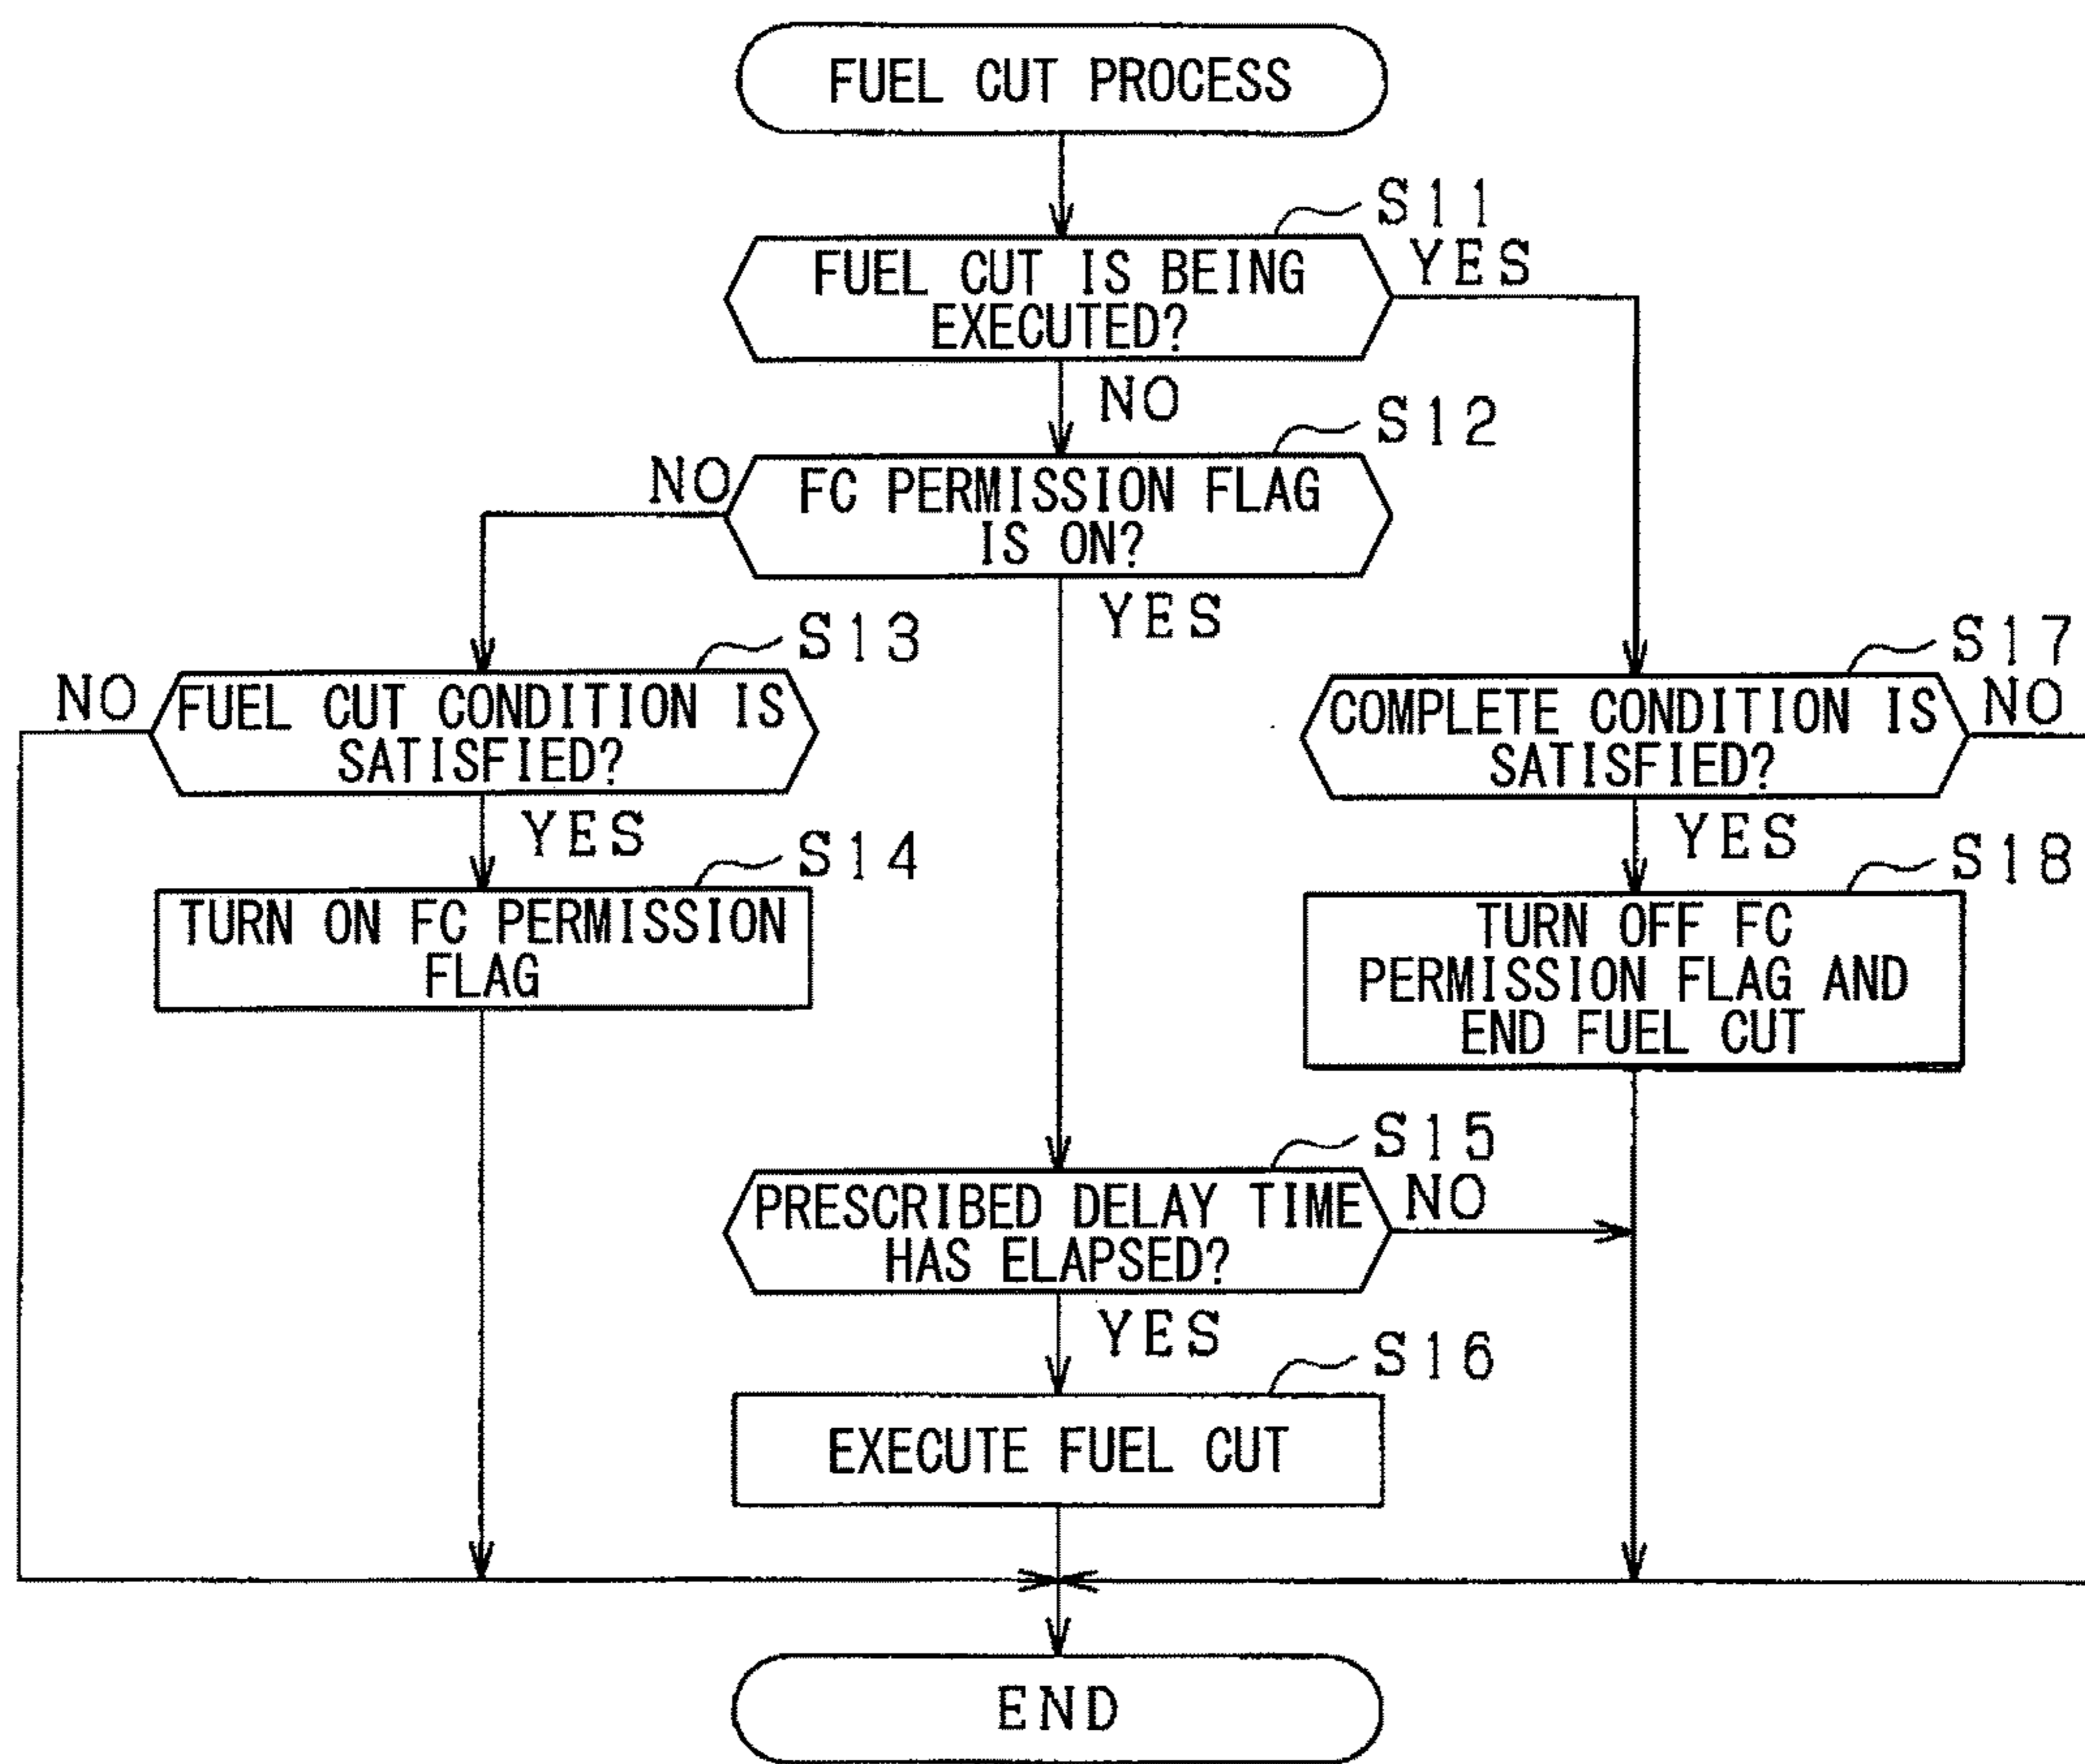 FUEL CUT PROCESS
S11
FUEL CUT IS BEING
EXECUTED?
YES
NO
S12
FC PERMISSION FLAG
IS ON?
NO
YES
S13
FUEL CUT CONDITION IS
SATISFIED?
NO
YES
S14
TURN ON FC PERMISSION
FLAG
S17
COMPLETE CONDITION IS
SATISFIED?
NO
YES
S18
TURN OFF FC
PERMISSION FLAG AND
END FUEL CUT
S15
PRESCRIBED DELAY TIME
HAS ELAPSED?
NO
YES
S16
EXECUTE FUEL CUT
END